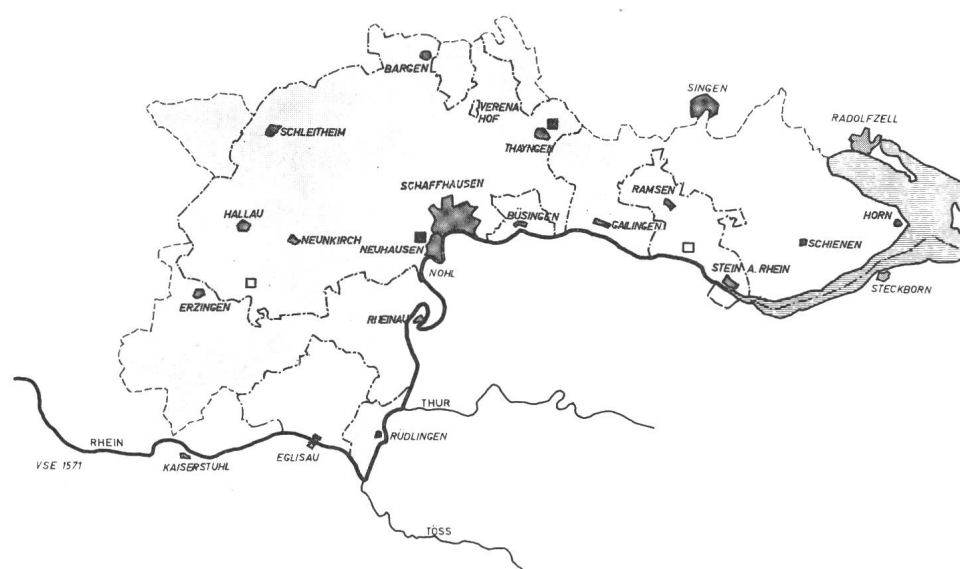 BARGEN
SINGEN
RADOLFZELL
VERENA
HOF
SCHLEITHEIM
THAYNGEN
SCHAFFHAUSEN
RAMSEN
HALLAU
NEUNKIRCH
NEUHAUSEN
BÜSINGEN
GAILINGEN
HORN
SCHIENEN
NOHL
STEIN A. RHEIN
STECKBORN
ERZINGEN
RHEINAU
THUR
RHEIN
RÜDLINGEN
EGLISAU
VSE 1571
KAISERSTUHL
TÖSS